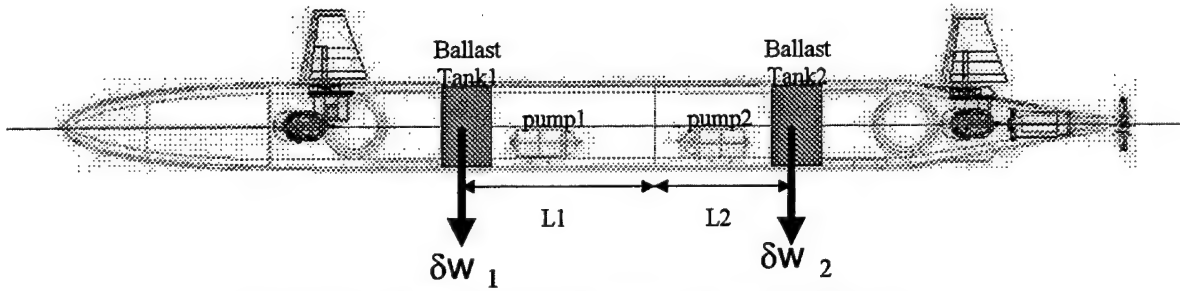 Ballast
Tank1
Ballast
Tank2
pump1
pump2
L1
L2
δw 1
δw 2